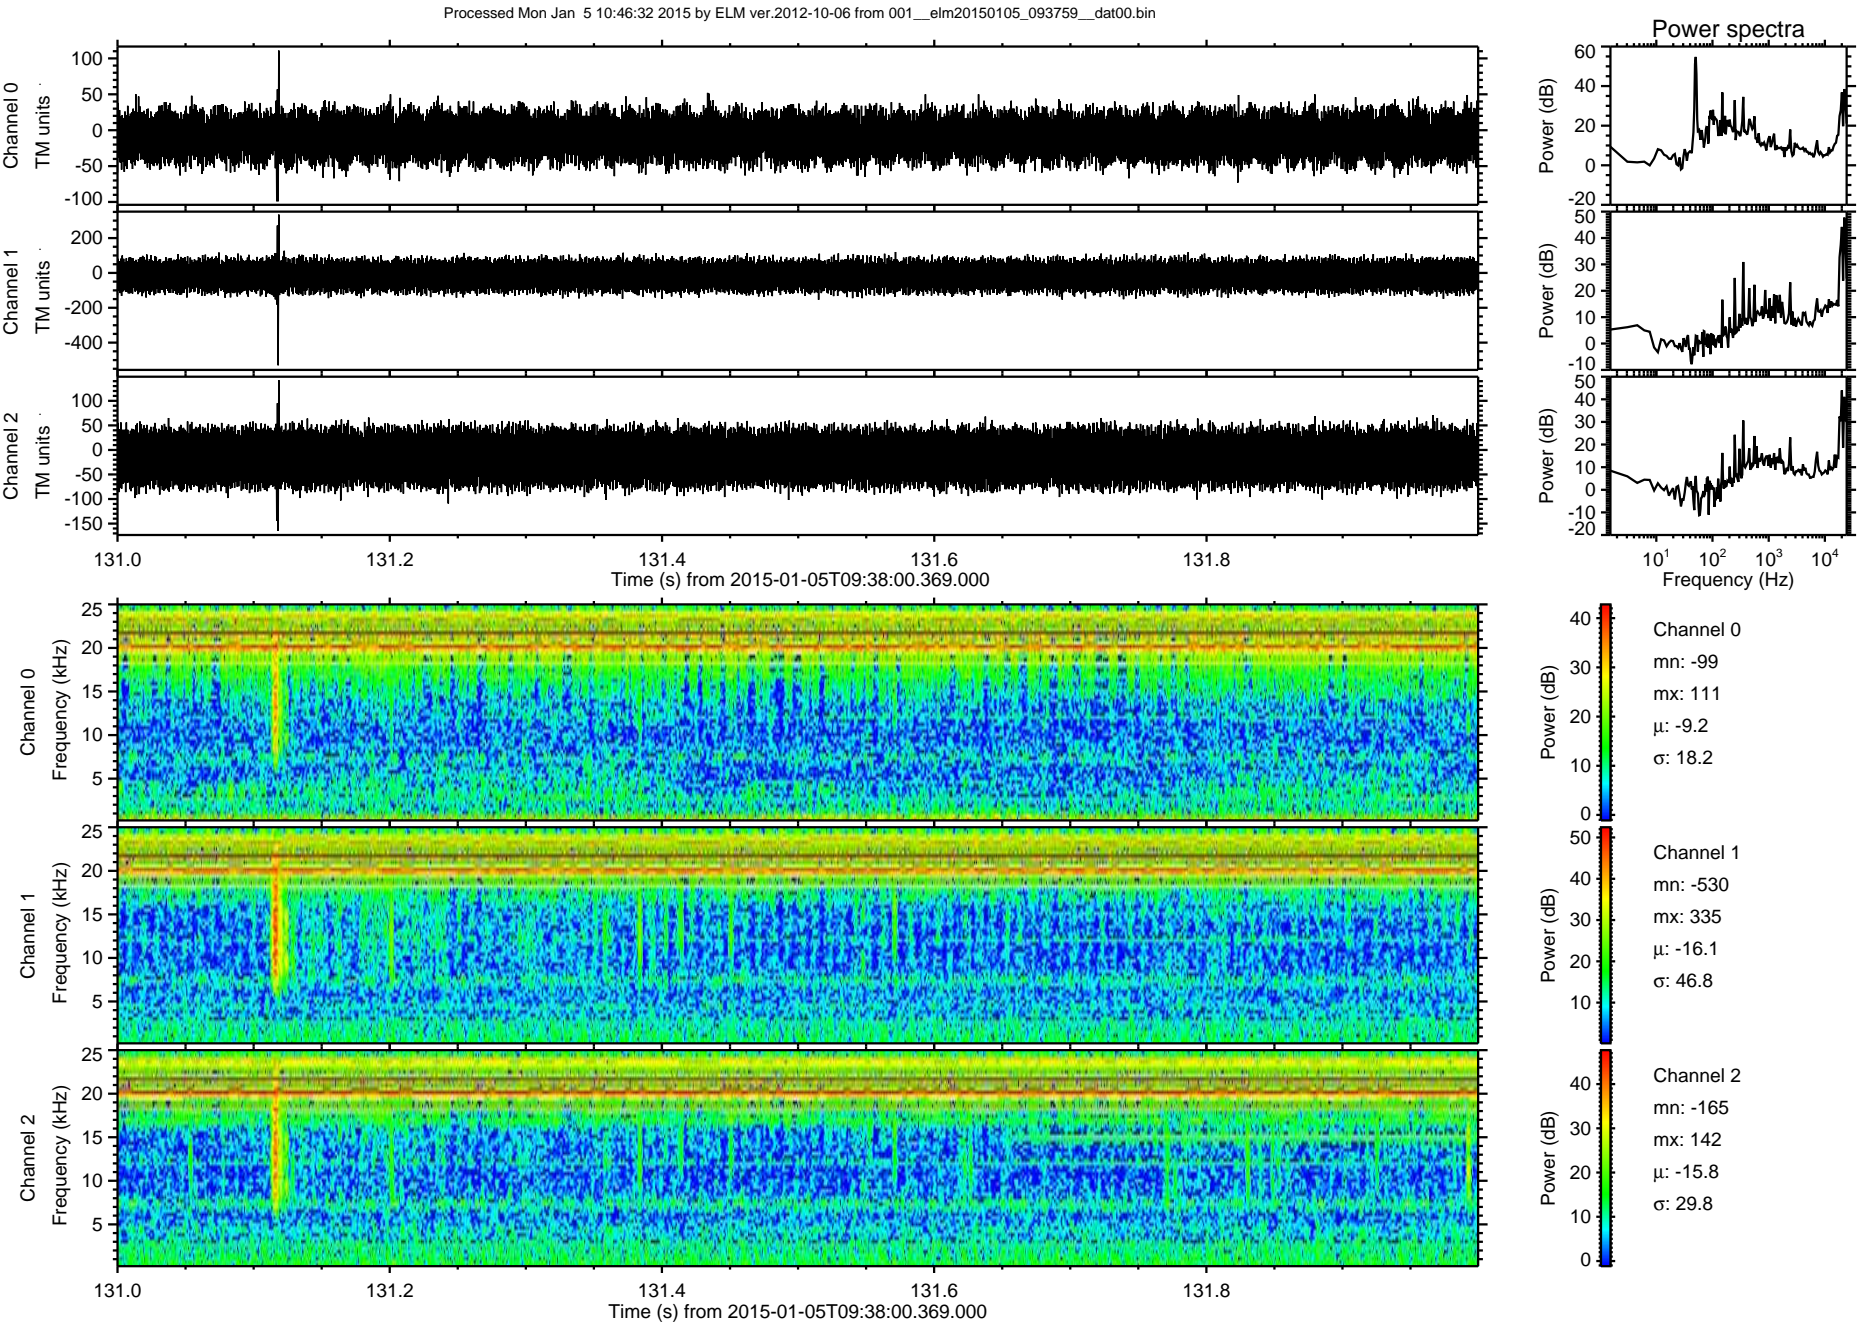 Processed Mon Jan  5 10:46:32 2015 by ELM ver.2012-10-06 from 001__elm20150105_093759__dat00.bin
Power spectra
Channel 0
TM units
100
50
0
-50
-100
Power (dB)
60
40
20
0
-20
Channel 1
TM units
200
0
-200
-400
Power (dB)
50
40
30
20
10
0
-10
Channel 2
TM units
100
50
0
-50
-100
-150
Power (dB)
50
40
30
20
10
0
-10
-20
131.0
131.2
131.4
131.6
131.8
Time (s) from 2015-01-05T09:38:00.369.000
10^1
10^2
10^3
10^4
Frequency (Hz)
Channel 0
Frequency (kHz)
25
20
15
10
5
Power (dB)
40
30
20
10
0
Channel 0
mn: -99
mx: 111
μ: -9.2
σ: 18.2
Channel 1
Frequency (kHz)
25
20
15
10
5
Power (dB)
50
40
30
20
10
Channel 1
mn: -530
mx: 335
μ: -16.1
σ: 46.8
Channel 2
Frequency (kHz)
25
20
15
10
5
Power (dB)
40
30
20
10
0
Channel 2
mn: -165
mx: 142
μ: -15.8
σ: 29.8
131.0
131.2
131.4
131.6
131.8
Time (s) from 2015-01-05T09:38:00.369.000